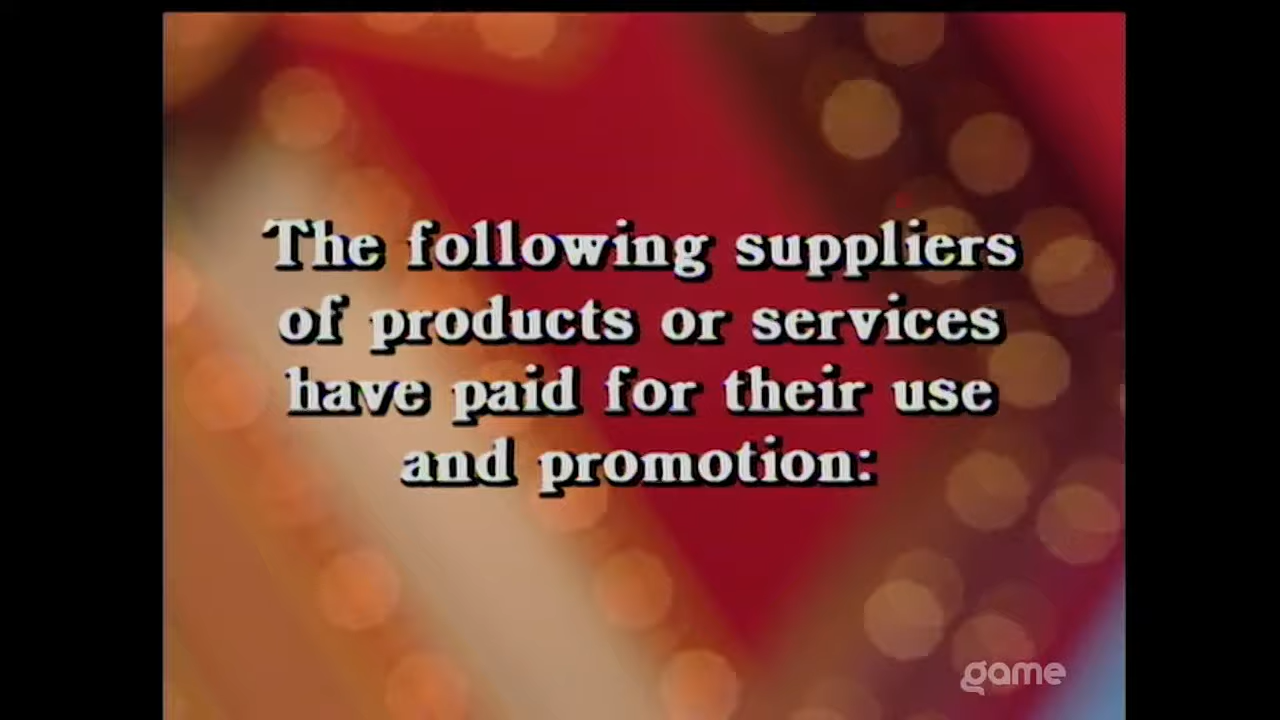 The following suppliers
of products or services
have paid for their use
and promotion:
game